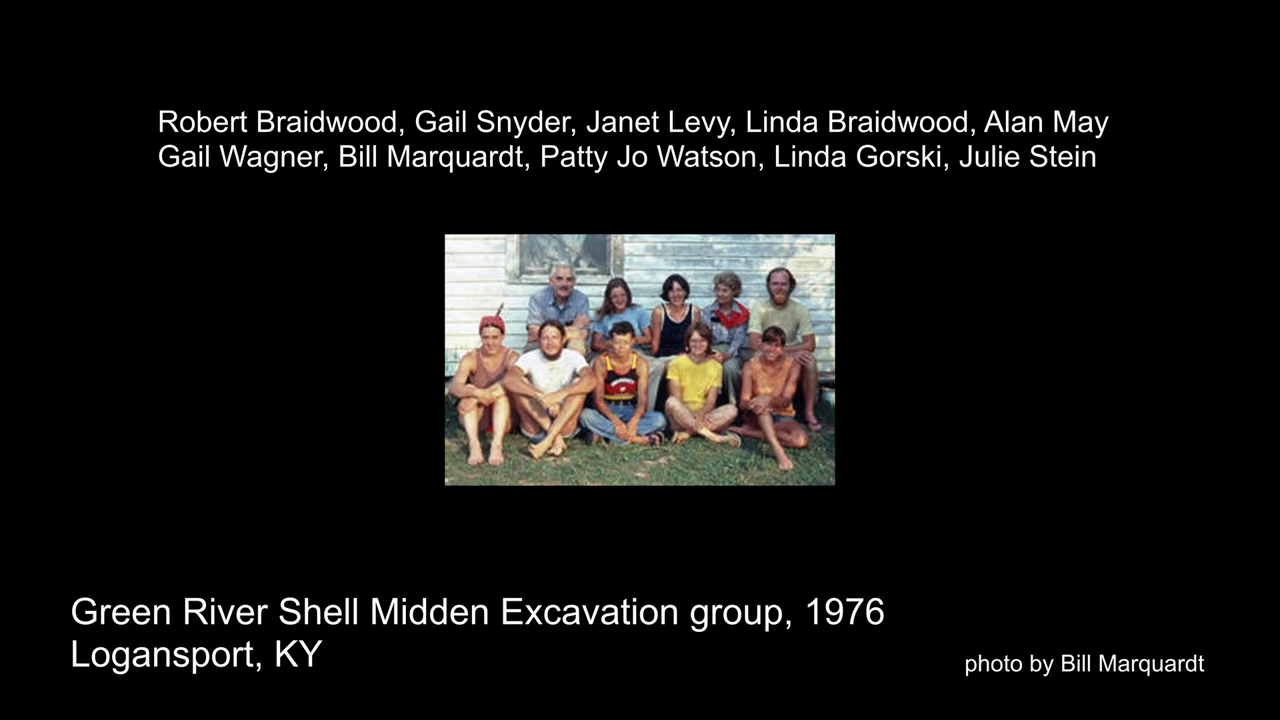 Robert Braidwood, Gail Snyder, Janet Levy, Linda Braidwood, Alan May
Gail Wagner, Bill Marquardt, Patty Jo Watson, Linda Gorski, Julie Stein
Green River Shell Midden Excavation group, 1976
Logansport, KY
photo by Bill Marquardt